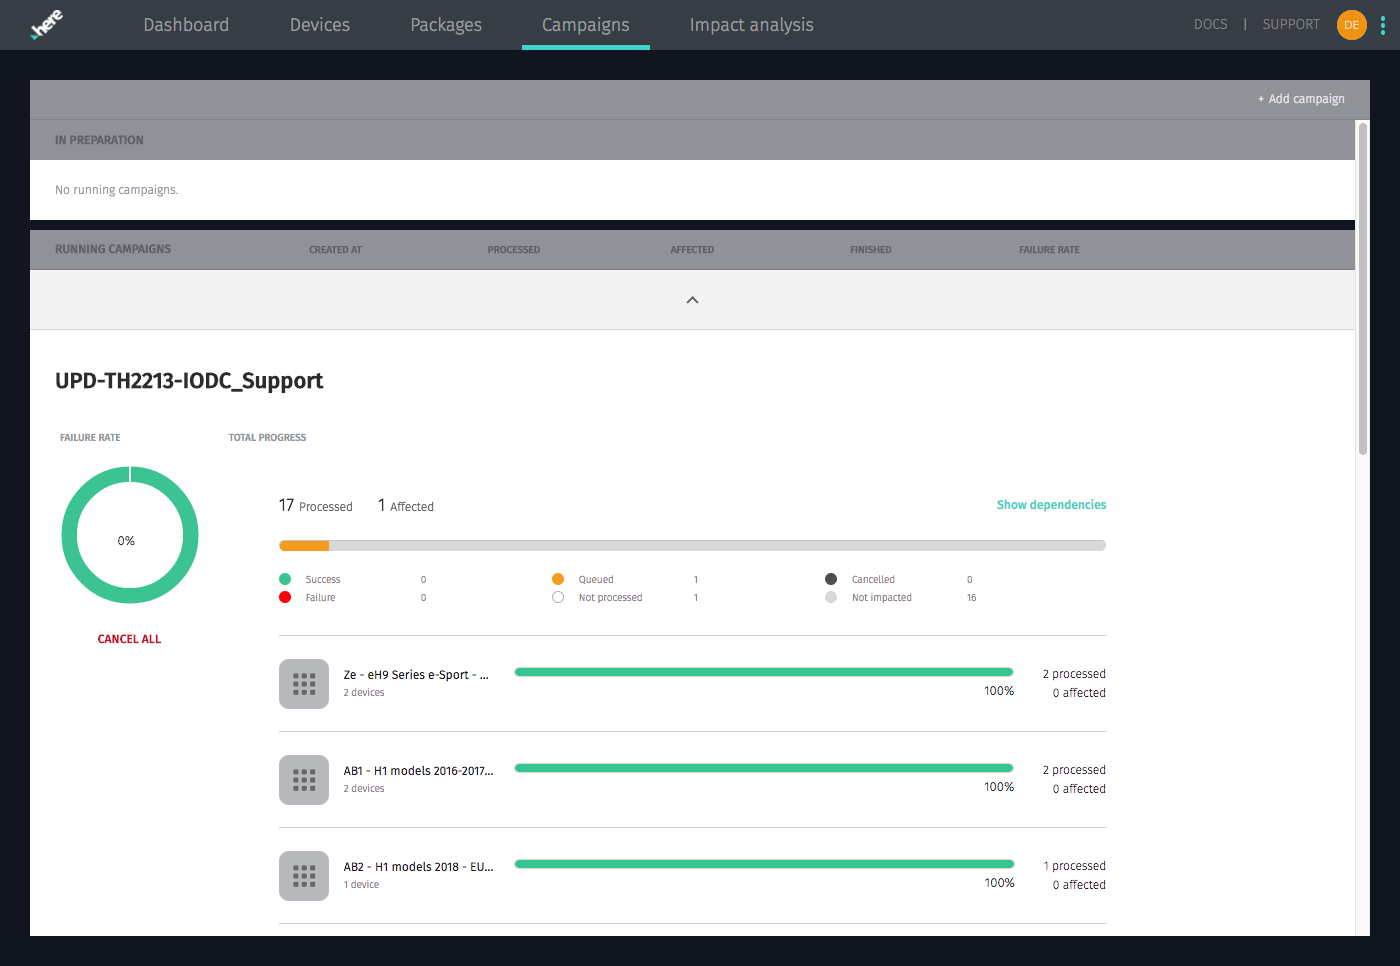 here
Dashboard Devices Packages Campaigns Impact analysis DOCS | SUPPORT DE
+ Add campaign
IN PREPARATION
No running campaigns.
RUNNING CAMPAIGNS CREATED AT PROCESSED AFFECTED FINISHED FAILURE RATE
UPD-TH2213-IODC_Support
FAILURE RATE TOTAL PROGRESS
17 Processed 1 Affected Show dependencies
0%
Success 0 Queued 1 Cancelled 0
Failure 0 Not processed 1 Not impacted 16
CANCEL ALL
Ze - eH9 Series e-Sport - ... 2 processed
2 devices 100% 0 affected
AB1 - H1 models 2016-2017... 2 processed
2 devices 100% 0 affected
AB2 - H1 models 2018 - EU... 1 processed
1 device 100% 0 affected